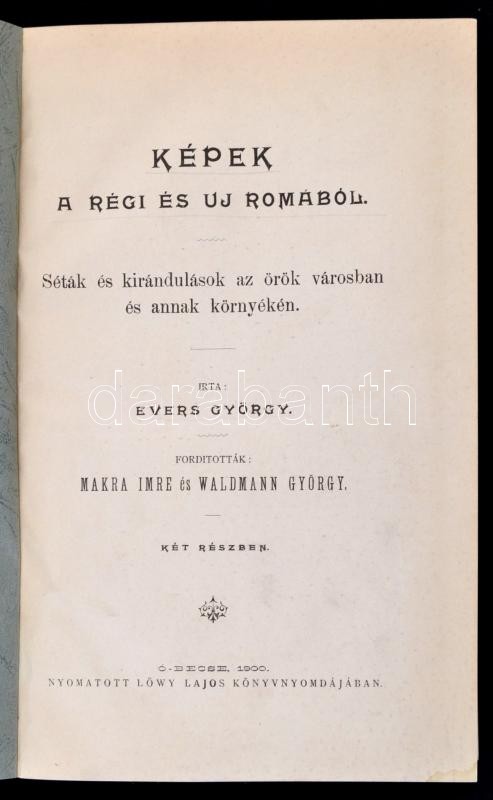 KÉPEK
A RÉGI ÉS UJ ROMÁBÓL.
Séták és kirándulások az örök városban
és annak környékén.
IRTA:
EVERS GYÖRGY.
darabanth
FORDITOTTÁK:
MAKRA IMRE és WALDMANN GYÖRGY.
KÉT RÉSZBEN.
Ó-BECSE, 1900.
NYOMATOTT LŐWY LAJOS KÖNYVNYOMDÁJÁBAN.